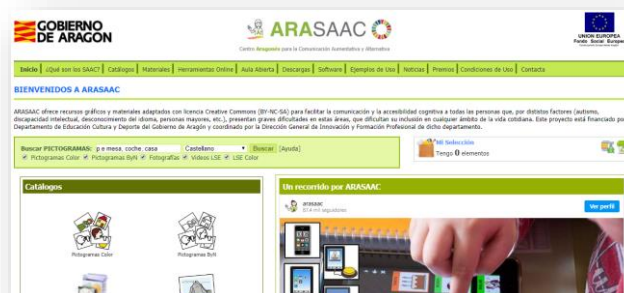 GOBIERNO
DE ARAGON
ARASAAC
Centro Aragonés para la Comunicación Aumentativa y Alternativa
UNION EUROPEA
Fondo Social Europeo
Inicio | ¿Qué son los SAAC? | Catálogos | Materiales | Herramientas Online | Aula Abierta | Descargas | Software | Ejemplos de Uso | Noticias | Premios | Condiciones de Uso | Contacta
BIENVENIDOS A ARASAAC
ARASAAC ofrece recursos gráficos y materiales adaptados con licencia Creative Commons (BY-NC-SA) para facilitar la comunicación y la accesibilidad cognitiva a todas las personas que, por distintos factores (autismo,
discapacidad intelectual, desconocimiento del idioma, personas mayores, etc.), presentan graves dificultades en estas áreas, que dificultan su inclusión en cualquier ámbito de la vida cotidiana. Este proyecto está financiado por
Departamento de Educación Cultura y Deporte del Gobierno de Aragón y coordinado por la Dirección General de Innovación y Formación Profesional de dicho departamento.
Buscar PICTOGRAMAS: p e mesa, coche, casa Castellano Buscar [Ayuda]
Pictogramas Color Pictogramas ByN Fotografías Vídeos LSE LSE Color
Mi Selección
Tengo 0 elementos
Catálogos
Pictogramas Color
Pictogramas ByN
Un recorrido por ARASAAC
arasaac
Ver perfil